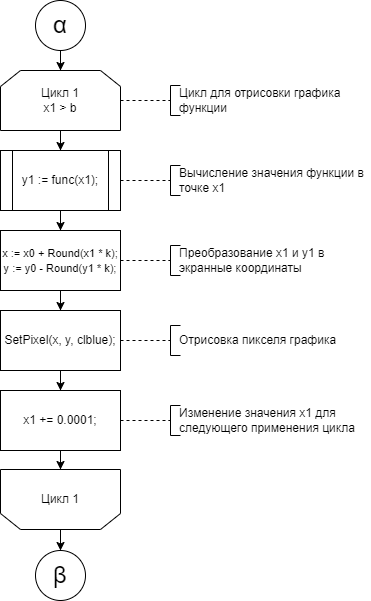 α
Цикл 1
x1 > b
Цикл для отрисовки графика
функции
y1 := func(x1);
Вычисление значения функции в
точке x1
x := x0 + Round(x1 * k);
y := y0 - Round(y1 * k);
Преобразование x1 и y1 в
экранные координаты
SetPixel(x, y, clblue);
Отрисовка пикселя графика
x1 += 0.0001;
Изменение значения x1 для
следующего применения цикла
Цикл 1
β